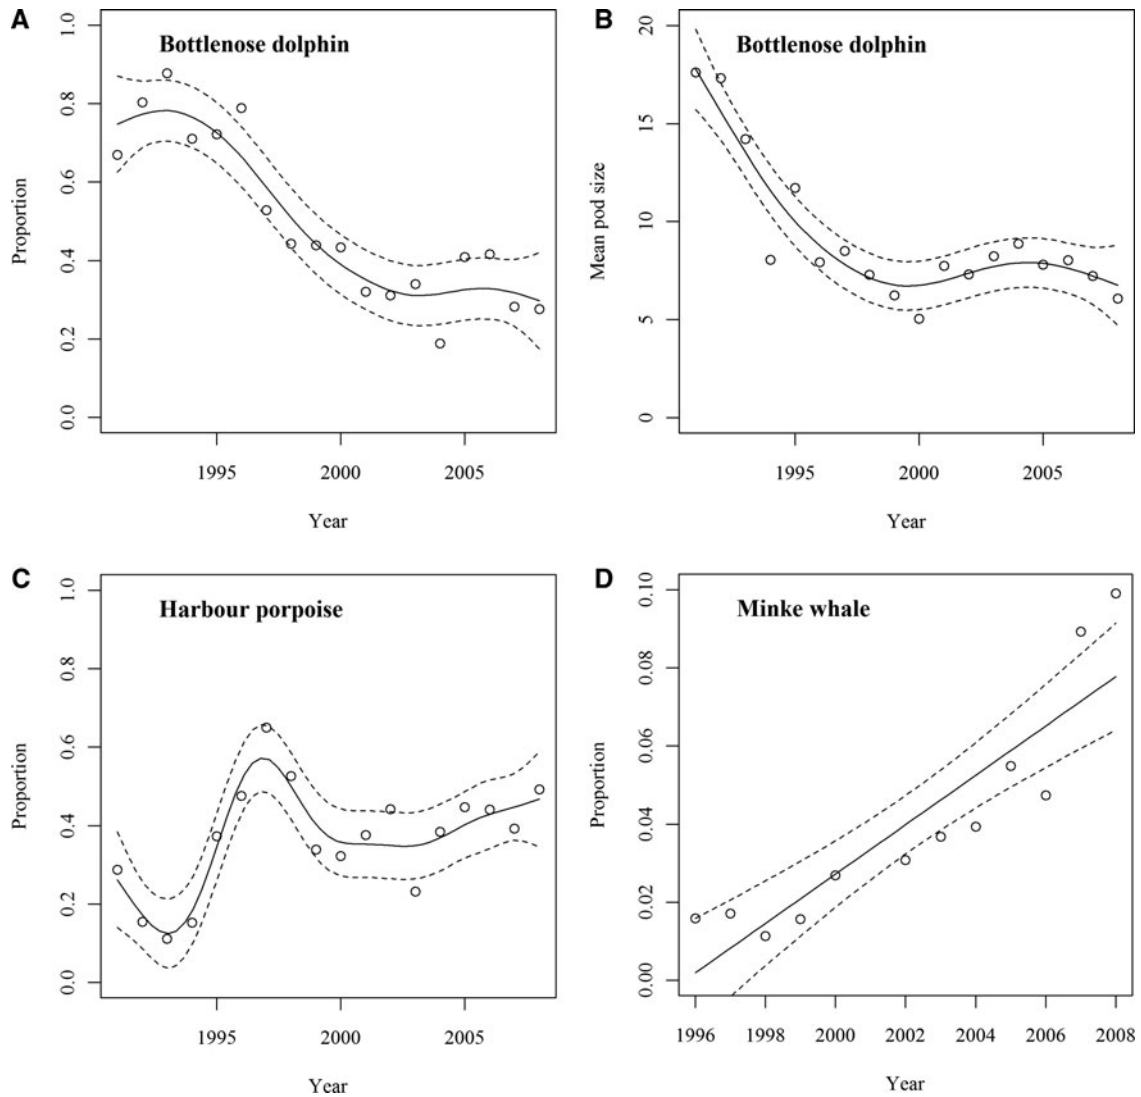 A
Bottlenose dolphin
1.0
0.8
0.6
0.4
0.2
0.0
Proportion
1995 2000 2005
Year
B
Bottlenose dolphin
20
15
10
5
0
Mean pod size
1995 2000 2005
Year
C
Harbour porpoise
1.0
0.8
0.6
0.4
0.2
0.0
Proportion
1995 2000 2005
Year
D
Minke whale
0.10
0.08
0.06
0.04
0.02
0.00
Proportion
1996 1998 2000 2002 2004 2006 2008
Year